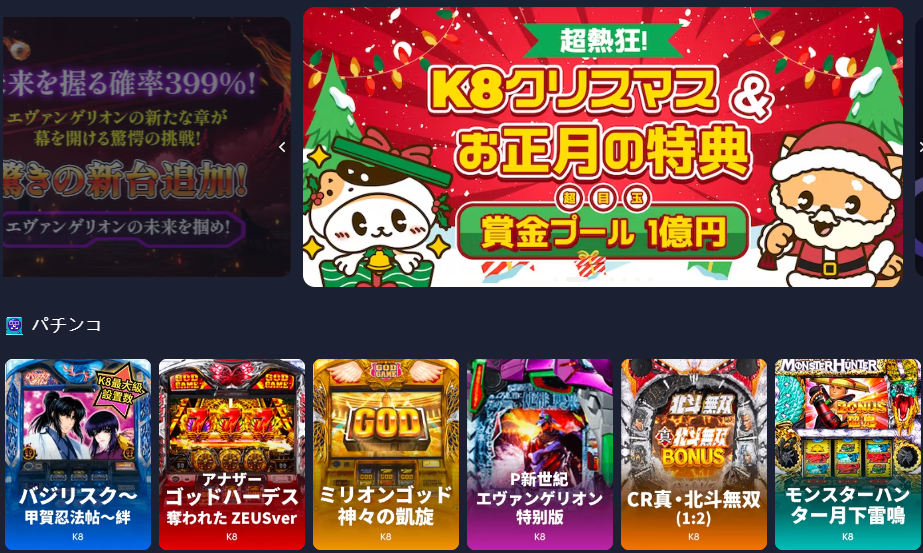 来を握る確率399%!
エヴァンゲリオンの新たな章が
幕を開ける驚愕の挑戦!
驚きの新台追加!
エヴァンゲリオンの未来を掴め!
超熱狂!
K8クリスマス&
お正月の特典
超目玉
賞金プール 1億円
パチンコ
K8最大級
設置数!
バジリスク～
甲賀忍法帖～絆
K8
GOD GAME
GOD GAME
アナザー
ゴッドハーデス
奪われた ZEUSver
K8
GOD GAME
GOD
ミリオンゴッド
神々の凱旋
K8
P新世紀
エヴァンゲリオン
特別版
K8
北斗無双
真 北斗無双
BONUS
CR真・北斗無双
(1:2)
K8
MONSTER HUNTER
BONUS
モンスターハン
ター月下雷鳴
K8